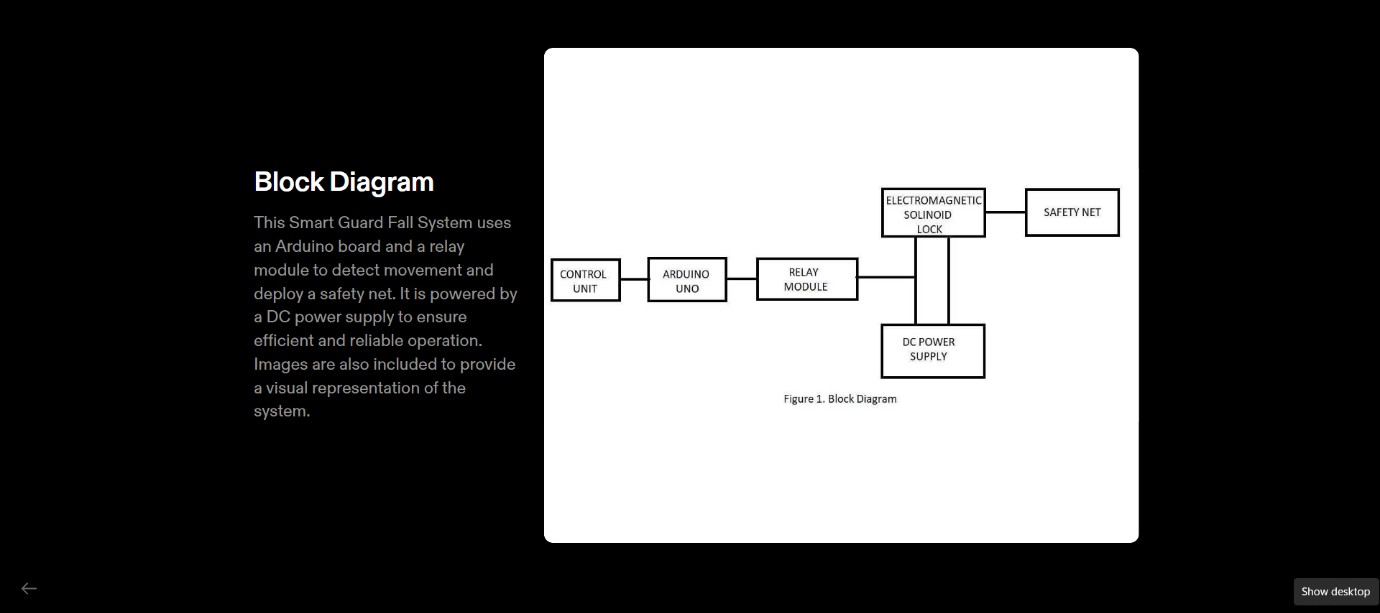 Block Diagram
This Smart Guard Fall System uses
an Arduino board and a relay
module to detect movement and
deploy a safety net. It is powered by
a DC power supply to ensure
efficient and reliable operation.
Images are also included to provide
a visual representation of the
system.
ELECTROMAGNETIC
SOLINOID
LOCK
SAFETY NET
CONTROL
UNIT
ARDUINO
UNO
RELAY
MODULE
DC POWER
SUPPLY
Figure 1. Block Diagram
Show desktop